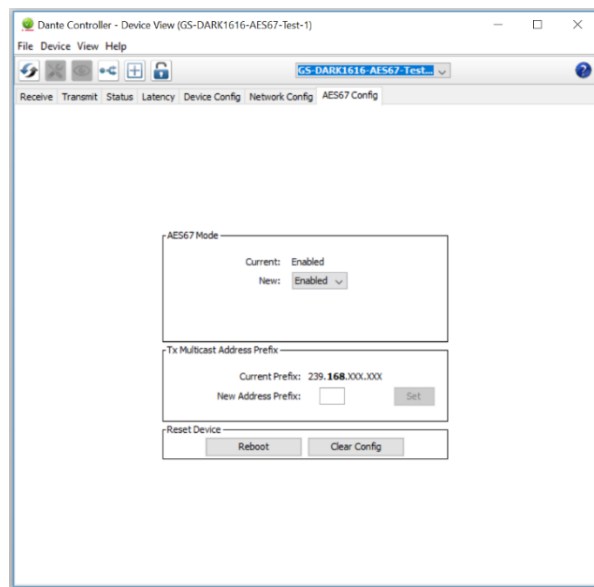 Dante Controller - Device View (GS-DARK1616-AES67-Test-1)
File Device View Help
GS-DARK1616-AES67-Test...
Receive Transmit Status Latency Device Config Network Config AES67 Config
AES67 Mode
Current: Enabled
New: Enabled
Tx Multicast Address Prefix
Current Prefix: 239.168.XXX.XXX
New Address Prefix: Set
Reset Device
Reboot Clear Config